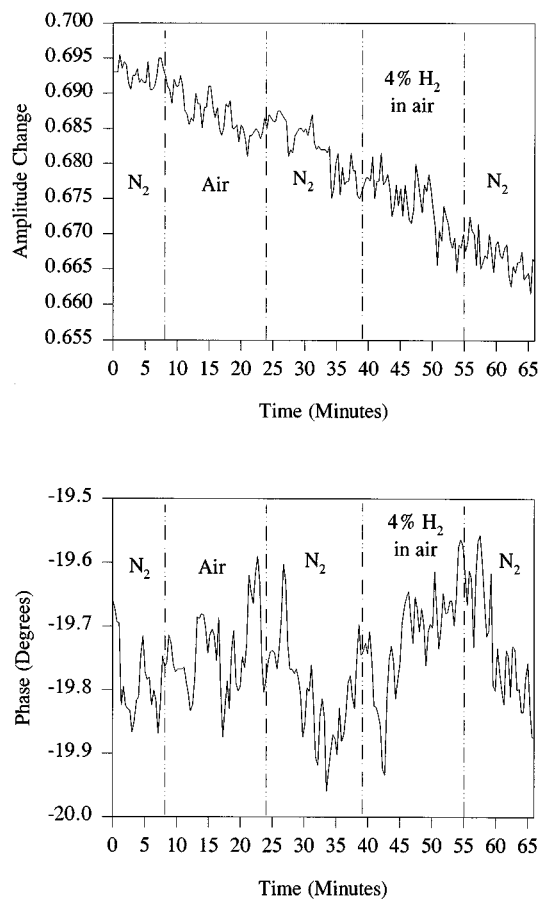 0.700
0.695
0.690
0.685
0.680
0.675
0.670
0.665
0.660
0.655
Amplitude Change
N2
Air
N2
4% H2
in air
N2
0 5 10 15 20 25 30 35 40 45 50 55 60 65
Time (Minutes)
-19.5
-19.6
-19.7
-19.8
-19.9
-20.0
Phase (Degrees)
N2
Air
N2
4% H2
in air
N2
0 5 10 15 20 25 30 35 40 45 50 55 60 65
Time (Minutes)